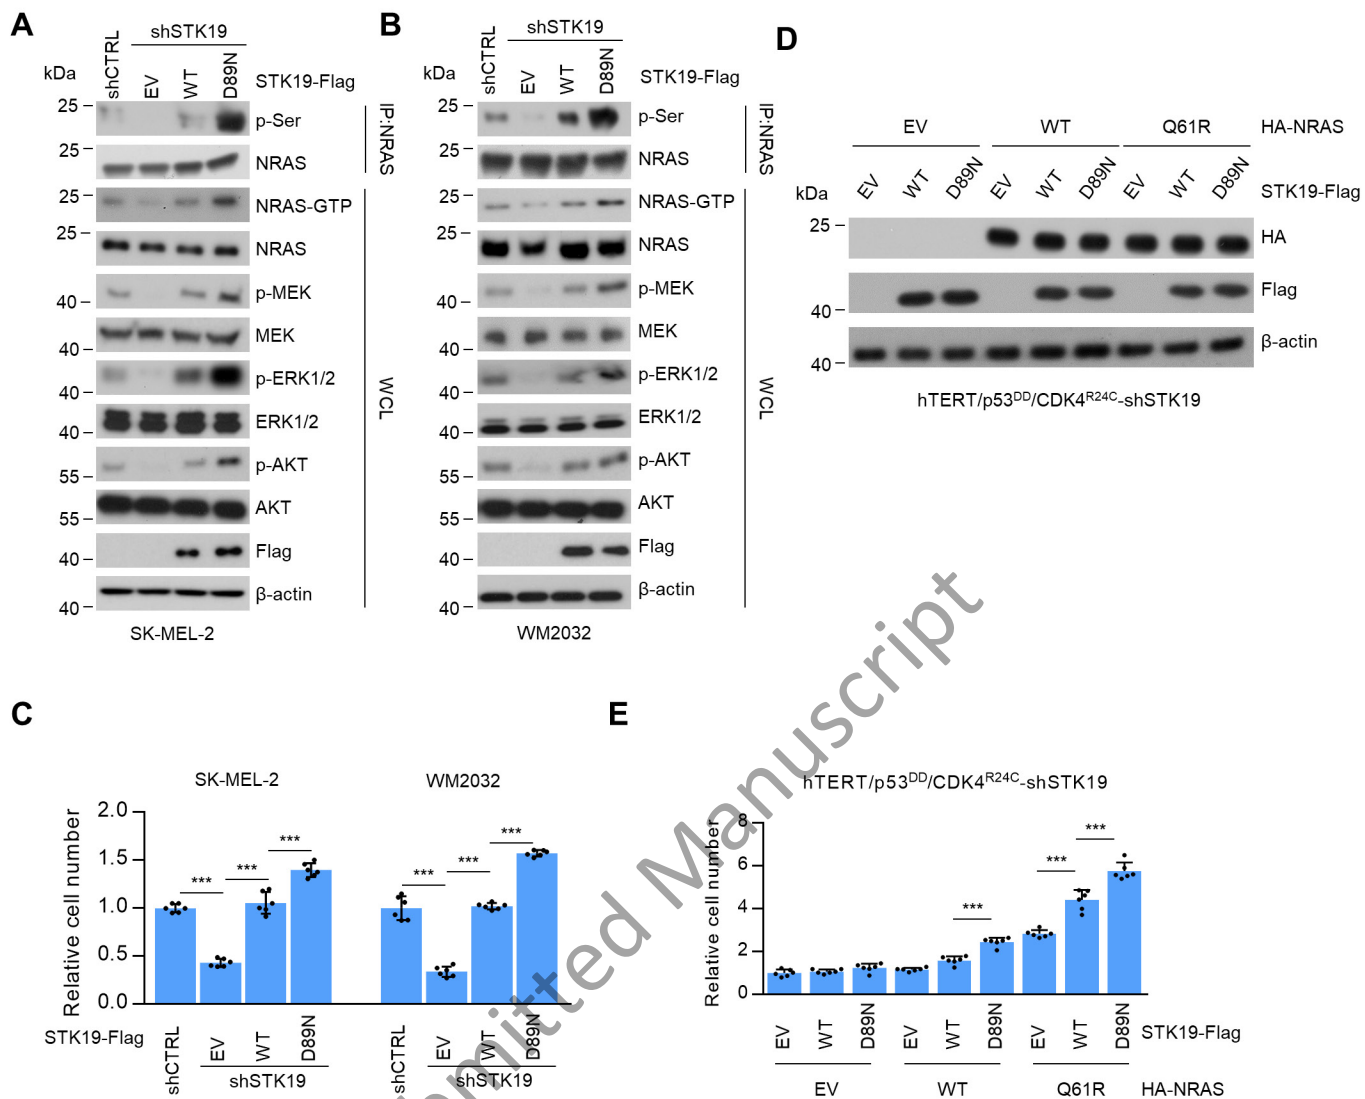 A
shSTK19
kDa
shCTRL
EV
WT
D89N
STK19-Flag
25
p-Ser
25
NRAS
IP:NRAS
NRAS-GTP
25
NRAS
p-MEK
40
MEK
40
p-ERK1/2
40
ERK1/2
40
p-AKT
55
AKT
55
Flag
40
β-actin
40
WCL
SK-MEL-2
B
shSTK19
kDa
shCTRL
EV
WT
D89N
STK19-Flag
25
p-Ser
25
NRAS
IP:NRAS
NRAS-GTP
25
NRAS
p-MEK
40
MEK
40
p-ERK1/2
40
ERK1/2
40
p-AKT
55
AKT
55
Flag
40
β-actin
40
WCL
WM2032
D
EV WT Q61R HA-NRAS
kDa
EV WT D89N EV WT D89N EV WT D89N STK19-Flag
25
HA
Flag
40
β-actin
40
hTERT/p53DD/CDK4R24C-shSTK19
C
SK-MEL-2 WM2032
Relative cell number
2.0
1.5
1.0
0.5
0.0
*** *** *** *** *** ***
STK19-Flag
shCTRL EV WT D89N shCTRL EV WT D89N
shSTK19 shSTK19
E
hTERT/p53DD/CDK4R24C-shSTK19
Relative cell number
8
6
4
2
0
*** *** ***
EV WT D89N EV WT D89N EV WT D89N STK19-Flag
EV WT Q61R HA-NRAS
mitted Manuscript